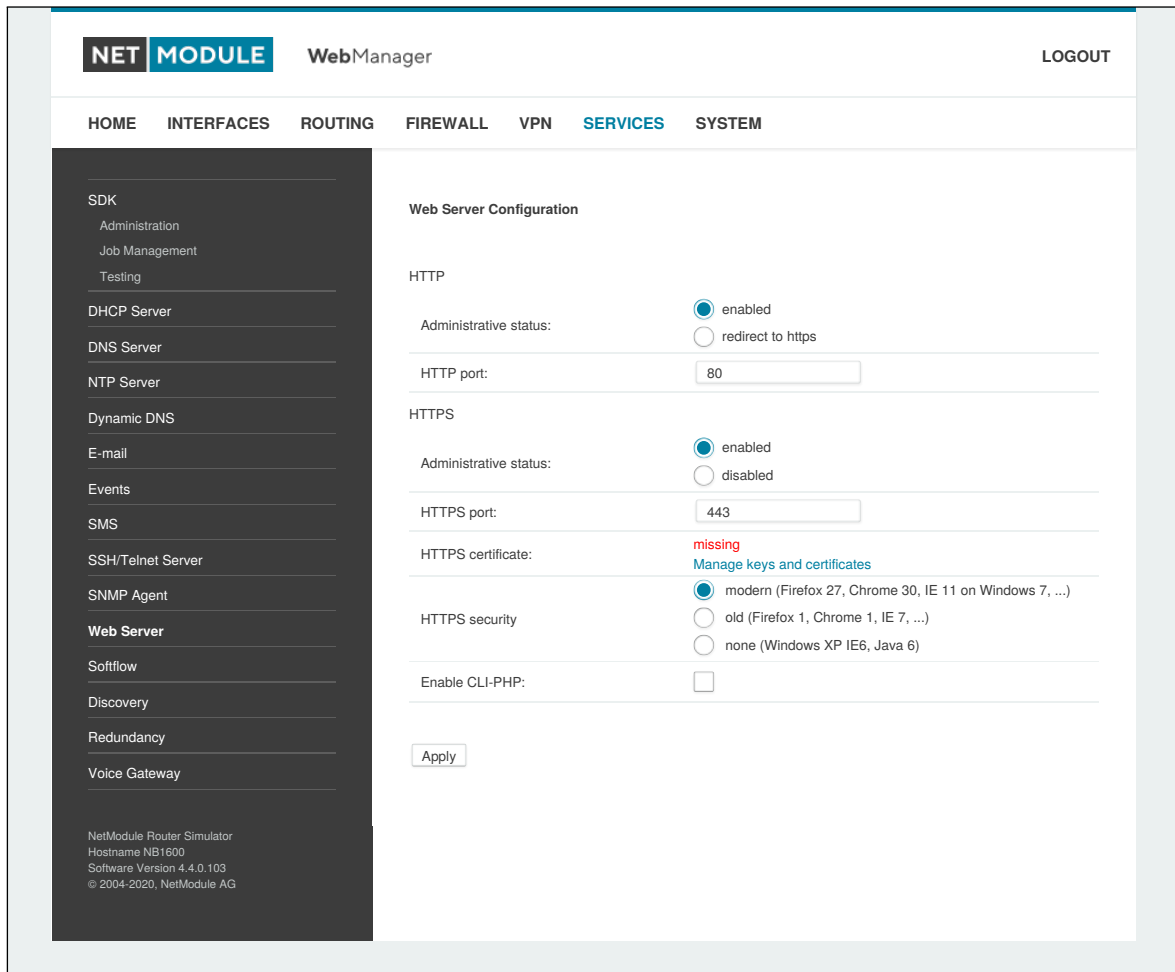 NET MODULE WebManager LOGOUT
HOME INTERFACES ROUTING FIREWALL VPN SERVICES SYSTEM
SDK
Administration
Job Management
Testing
DHCP Server
DNS Server
NTP Server
Dynamic DNS
E-mail
Events
SMS
SSH/Telnet Server
SNMP Agent
Web Server
Softflow
Discovery
Redundancy
Voice Gateway
NetModule Router Simulator
Hostname NB1600
Software Version 4.4.0.103
© 2004-2020, NetModule AG
Web Server Configuration
HTTP
Administrative status:
enabled
redirect to https
HTTP port: 80
HTTPS
Administrative status:
enabled
disabled
HTTPS port: 443
HTTPS certificate:
missing
Manage keys and certificates
HTTPS security
modern (Firefox 27, Chrome 30, IE 11 on Windows 7, ...)
old (Firefox 1, Chrome 1, IE 7, ...)
none (Windows XP IE6, Java 6)
Enable CLI-PHP:
Apply